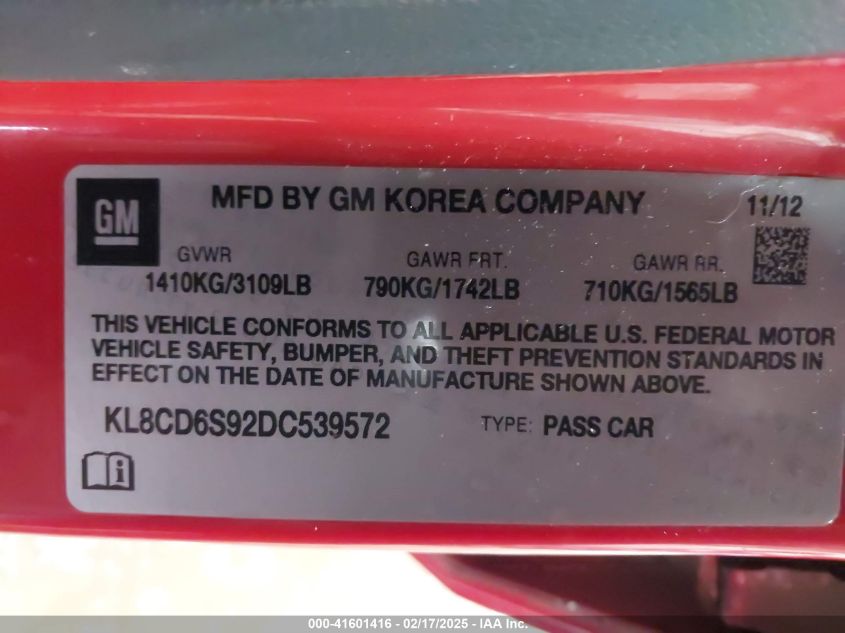 GM
MFD BY GM KOREA COMPANY
11/12
GVWR
GAWR FRT.
GAWR RR.
1410KG/3109LB
790KG/1742LB
710KG/1565LB
THIS VEHICLE CONFORMS TO ALL APPLICABLE U.S. FEDERAL MOTOR
VEHICLE SAFETY, BUMPER, AND THEFT PREVENTION STANDARDS IN
EFFECT ON THE DATE OF MANUFACTURE SHOWN ABOVE.
KL8CD6S92DC539572
TYPE: PASS CAR
000-41601416 - 02/17/2025 - IAA Inc.